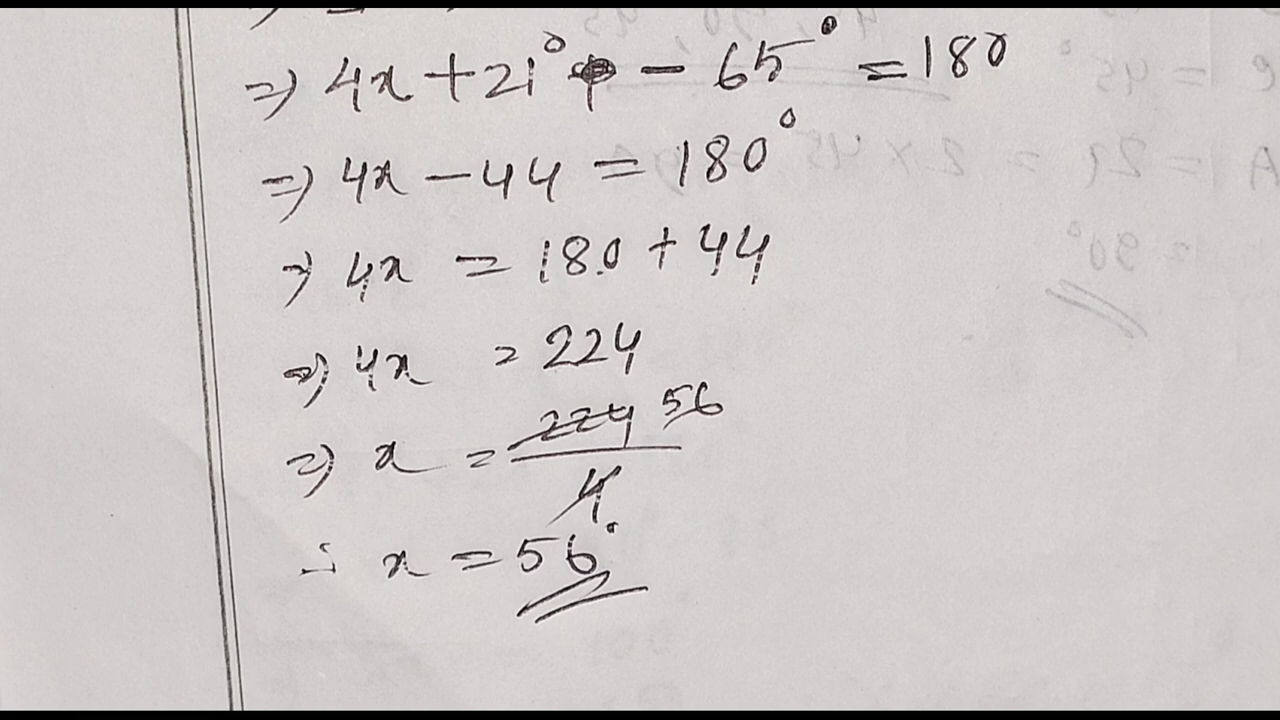 ⇒ 4x + 21° - 65° = 180
⇒ 4x - 44 = 180°
⇒ 4x = 180 + 44
⇒ 4x = 224
⇒ x = 224/4 56
∴ x = 56°